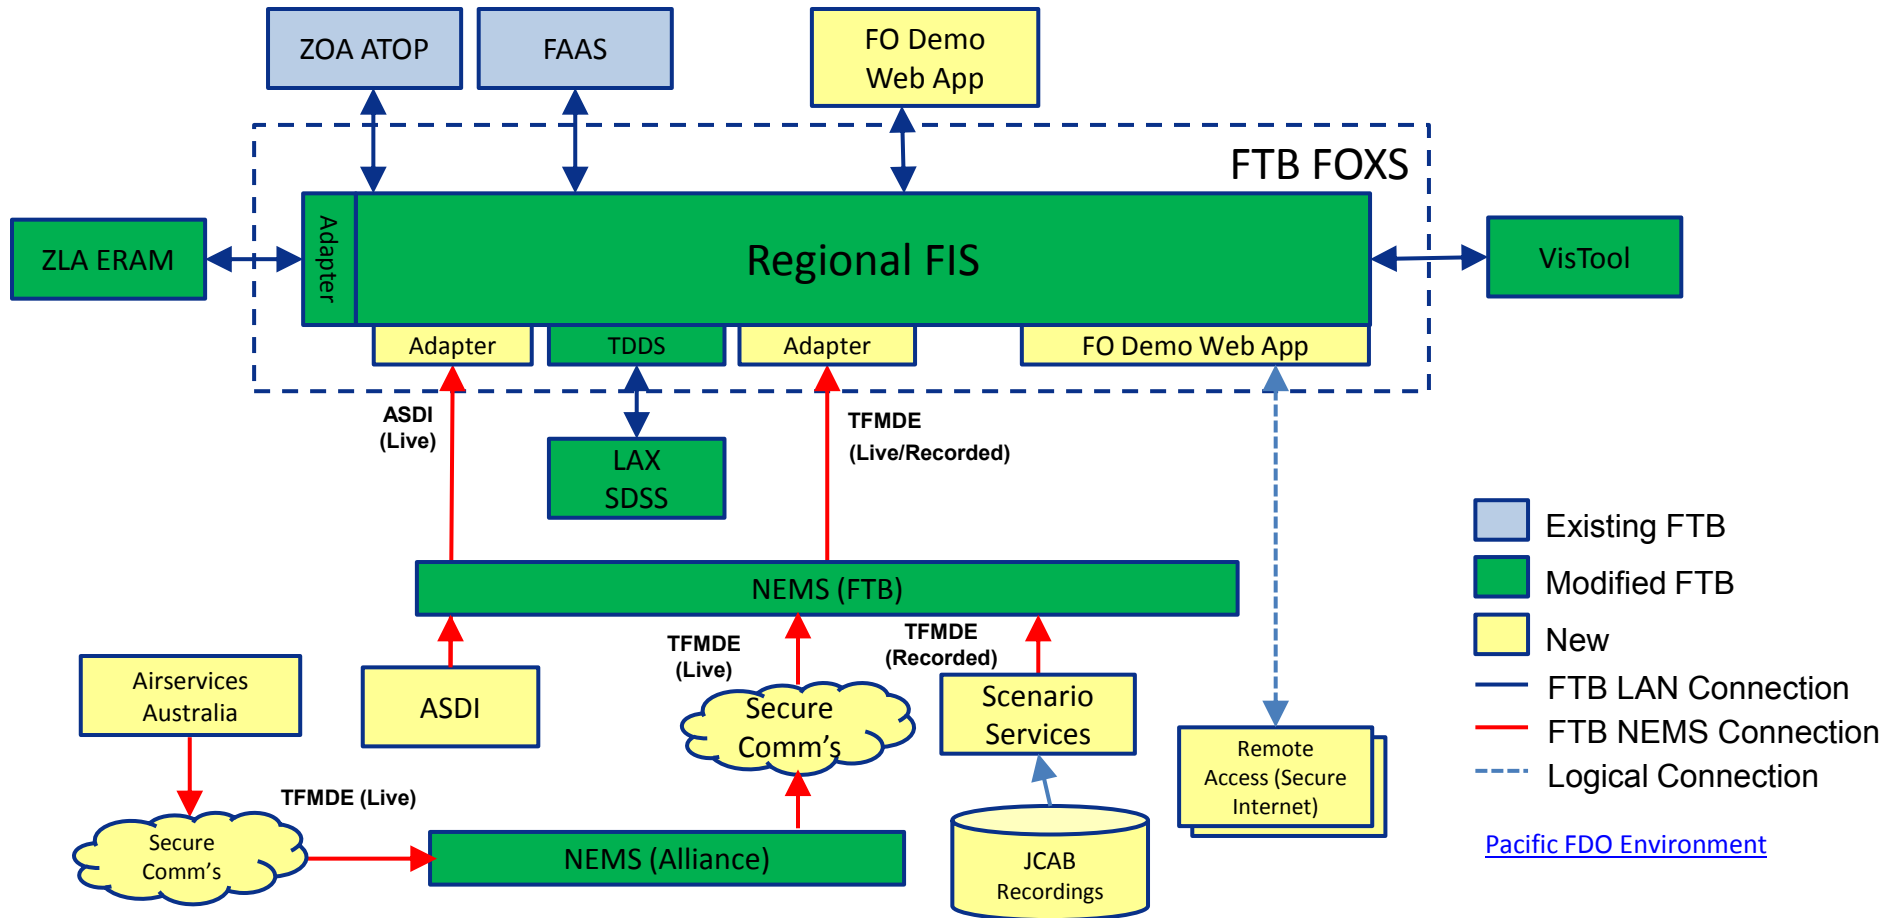 ZOA ATOP
FAAS
FO Demo
Web App
FTB FOXS
ZLA ERAM
Adapter
Regional FIS
VisTool
Adapter
TDDS
Adapter
FO Demo Web App
ASDI
(Live)
TFMDE
(Live/Recorded)
LAX
SDSS
Existing FTB
Modified FTB
New
FTB LAN Connection
FTB NEMS Connection
Logical Connection
Pacific FDO Environment
NEMS (FTB)
TFMDE
(Live)
TFMDE
(Recorded)
Airservices
Australia
ASDI
Secure
Comm’s
Scenario
Services
Remote
Access (Secure
Internet)
TFMDE (Live)
Secure
Comm’s
NEMS (Alliance)
JCAB
Recordings